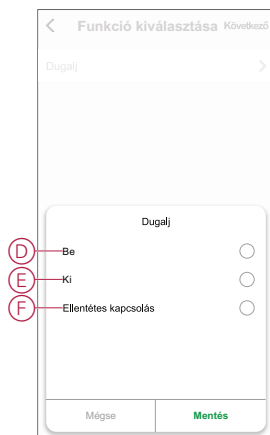 Funkció kiválasztása Következő
Dugalj
Dugalj
D Be
E Ki
F Ellentétes kapcsolás
Mégse Mentés